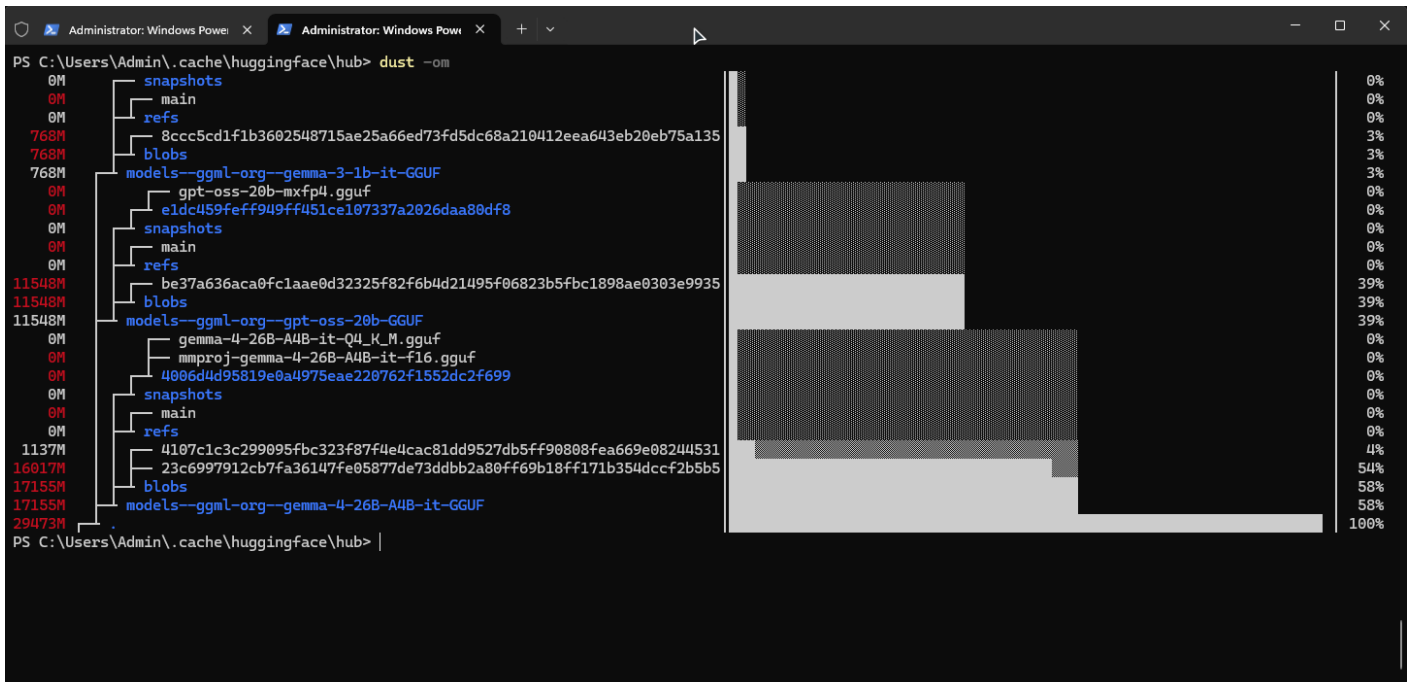 Administrator: Windows Power Administrator: Windows Powe
PS C:\Users\Admin\.cache\huggingface\hub> dust -om
0M ┌── snapshots 0%
0M ┌── main 0%
0M ├─┴ refs 0%
768M ┌── 8ccc5cd1f1b3602548715ae25a66ed73fd5dc68a210412eea643eb20eb75a135 3%
768M ├─┴ blobs 3%
768M ┌─┴ models--ggml-org--gemma-3-1b-it-GGUF 3%
0M ┌── gpt-oss-20b-mxfp4.gguf 0%
0M ┌─┴ e1dc459feff949ff451ce107337a2026daa80df8 0%
0M ┌─┴ snapshots 0%
0M ┌── main 0%
0M ├─┴ refs 0%
11548M ┌── be37a636aca0fc1aae0d32325f82f6b4d21495f06823b5fbc1898ae0303e9935 39%
11548M ├─┴ blobs 39%
11548M ├─┴ models--ggml-org--gpt-oss-20b-GGUF 39%
0M ┌── gemma-4-26B-A4B-it-Q4_K_M.gguf 0%
0M ├── mmproj-gemma-4-26B-A4B-it-f16.gguf 0%
0M ┌─┴ 4006d4d95819e0a4975eae220762f1552dc2f699 0%
0M ┌─┴ snapshots 0%
0M ┌── main 0%
0M ├─┴ refs 0%
1137M ┌── 4107c1c3c299095fbc323f87f4e4cac81dd9527db5ff90808fea669e08244531 4%
16017M ├── 23c6997912cb7fa36147fe05877de73ddbb2a80ff69b18ff171b354dccf2b5b5 54%
17155M ├─┴ blobs 58%
17155M ├─┴ models--ggml-org--gemma-4-26B-A4B-it-GGUF 58%
29473M ┌─┴ . 100%
PS C:\Users\Admin\.cache\huggingface\hub>